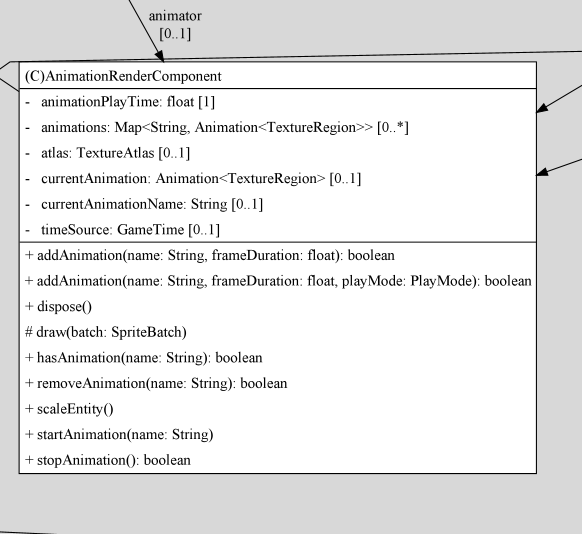 animator
[0..1]
(C)AnimationRenderComponent
- animationPlayTime: float [1]
- animations: Map<String, Animation<TextureRegion>> [0..*]
- atlas: TextureAtlas [0..1]
- currentAnimation: Animation<TextureRegion> [0..1]
- currentAnimationName: String [0..1]
- timeSource: GameTime [0..1]
+ addAnimation(name: String, frameDuration: float): boolean
+ addAnimation(name: String, frameDuration: float, playMode: PlayMode): boolean
+ dispose()
# draw(batch: SpriteBatch)
+ hasAnimation(name: String): boolean
+ removeAnimation(name: String): boolean
+ scaleEntity()
+ startAnimation(name: String)
+ stopAnimation(): boolean